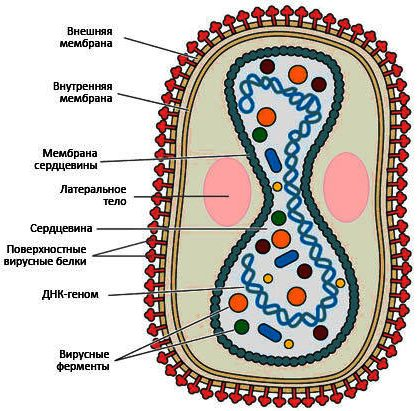 Внешняя
мембрана
Внутренняя
мембрана
Мембрана
сердцевины
Латеральное
тело
Сердцевина
Поверхностные
вирусные белки
ДНК-геном
Вирусные
ферменты